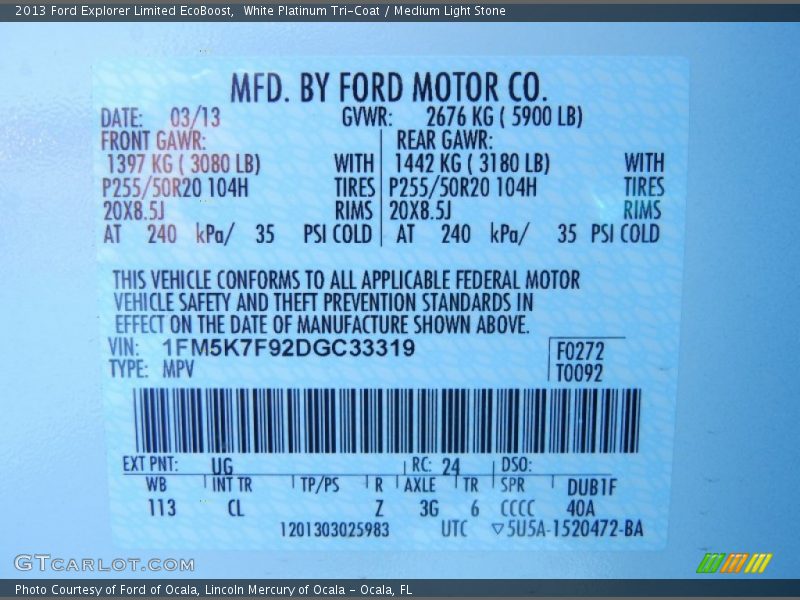 2013 Ford Explorer Limited EcoBoost,  White Platinum Tri-Coat / Medium Light Stone
MFD. BY FORD MOTOR CO.
DATE: 03/13 GVWR: 2676 KG ( 5900 LB)
FRONT GAWR: REAR GAWR:
1397 KG ( 3080 LB) WITH 1442 KG ( 3180 LB) WITH
P255/50R20 104H TIRES P255/50R20 104H TIRES
20X8.5J RIMS 20X8.5J RIMS
AT 240 kPa/ 35 PSI COLD AT 240 kPa/ 35 PSI COLD
THIS VEHICLE CONFORMS TO ALL APPLICABLE FEDERAL MOTOR
VEHICLE SAFETY AND THEFT PREVENTION STANDARDS IN
EFFECT ON THE DATE OF MANUFACTURE SHOWN ABOVE.
VIN: 1FM5K7F92DGC33319 F0272
TYPE: MPV T0092
EXT PNT: UG RC: 24 DSO:
WB INT TR TP/PS R AXLE TR SPR DUB1F
113 CL Z 3G 6 CCCC 40A
1201303025983 UTC ▽5U5A-1520472-BA
GTCARLOT.COM
Photo Courtesy of Ford of Ocala, Lincoln Mercury of Ocala - Ocala, FL